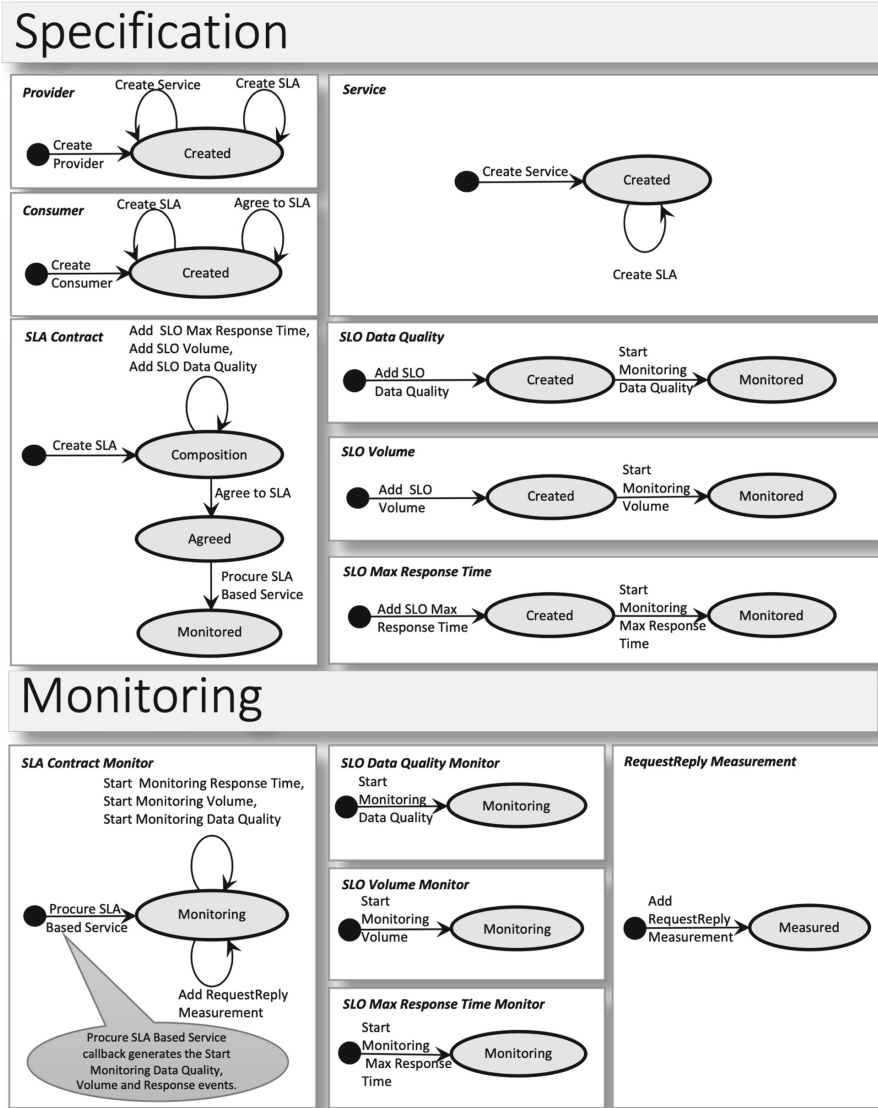 Specification
Provider
Create Service
Create SLA
Create
Provider
Created
Consumer
Create SLA
Agree to SLA
Create
Consumer
Created
Service
Create Service
Created
Create SLA
SLA Contract
Add  SLO Max Response Time,
Add SLO Volume,
Add SLO Data Quality
Create SLA
Composition
Agree to SLA
Agreed
Procure SLA
Based Service
Monitored
SLO Data Quality
Add SLO
Data Quality
Created
Start
Monitoring
Data Quality
Monitored
SLO Volume
Add  SLO
Volume
Created
Start
Monitoring
Volume
Monitored
SLO Max Response Time
Add SLO Max
Response Time
Created
Start
Monitoring
Max Response
Time
Monitored
Monitoring
SLA Contract Monitor
Start  Monitoring Response Time,
Start Monitoring Volume,
Start Monitoring Data Quality
Procure SLA
Based Service
Monitoring
Add RequestReply
Measurement
Procure SLA Based Service
callback generates the Start
Monitoring Data Quality,
Volume and Response events.
SLO Data Quality Monitor
Start
Monitoring
Data Quality
Monitoring
SLO Volume Monitor
Start
Monitoring
Volume
Monitoring
SLO Max Response Time Monitor
Start
Monitoring
Max Response
Time
Monitoring
RequestReply Measurement
Add
RequestReply
Measurement
Measured